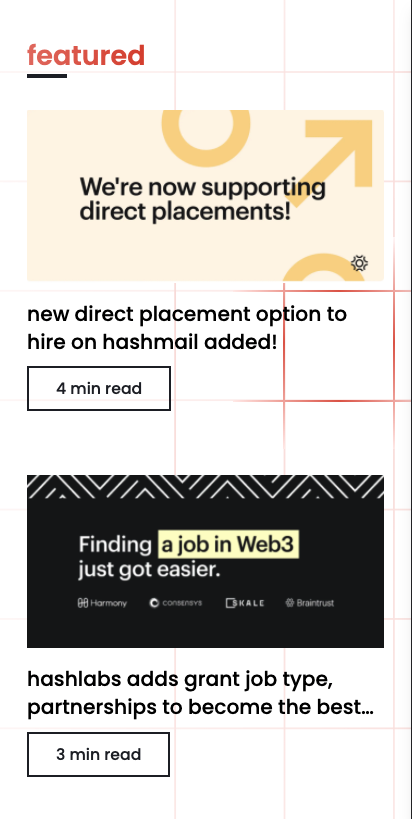 featured
We're now supporting
direct placements!
new direct placement option to
hire on hashmail added!
4 min read
Finding a job in Web3
just got easier.
Harmony CONSENSYS SKALE Braintrust
hashlabs adds grant job type,
partnerships to become the best...
3 min read